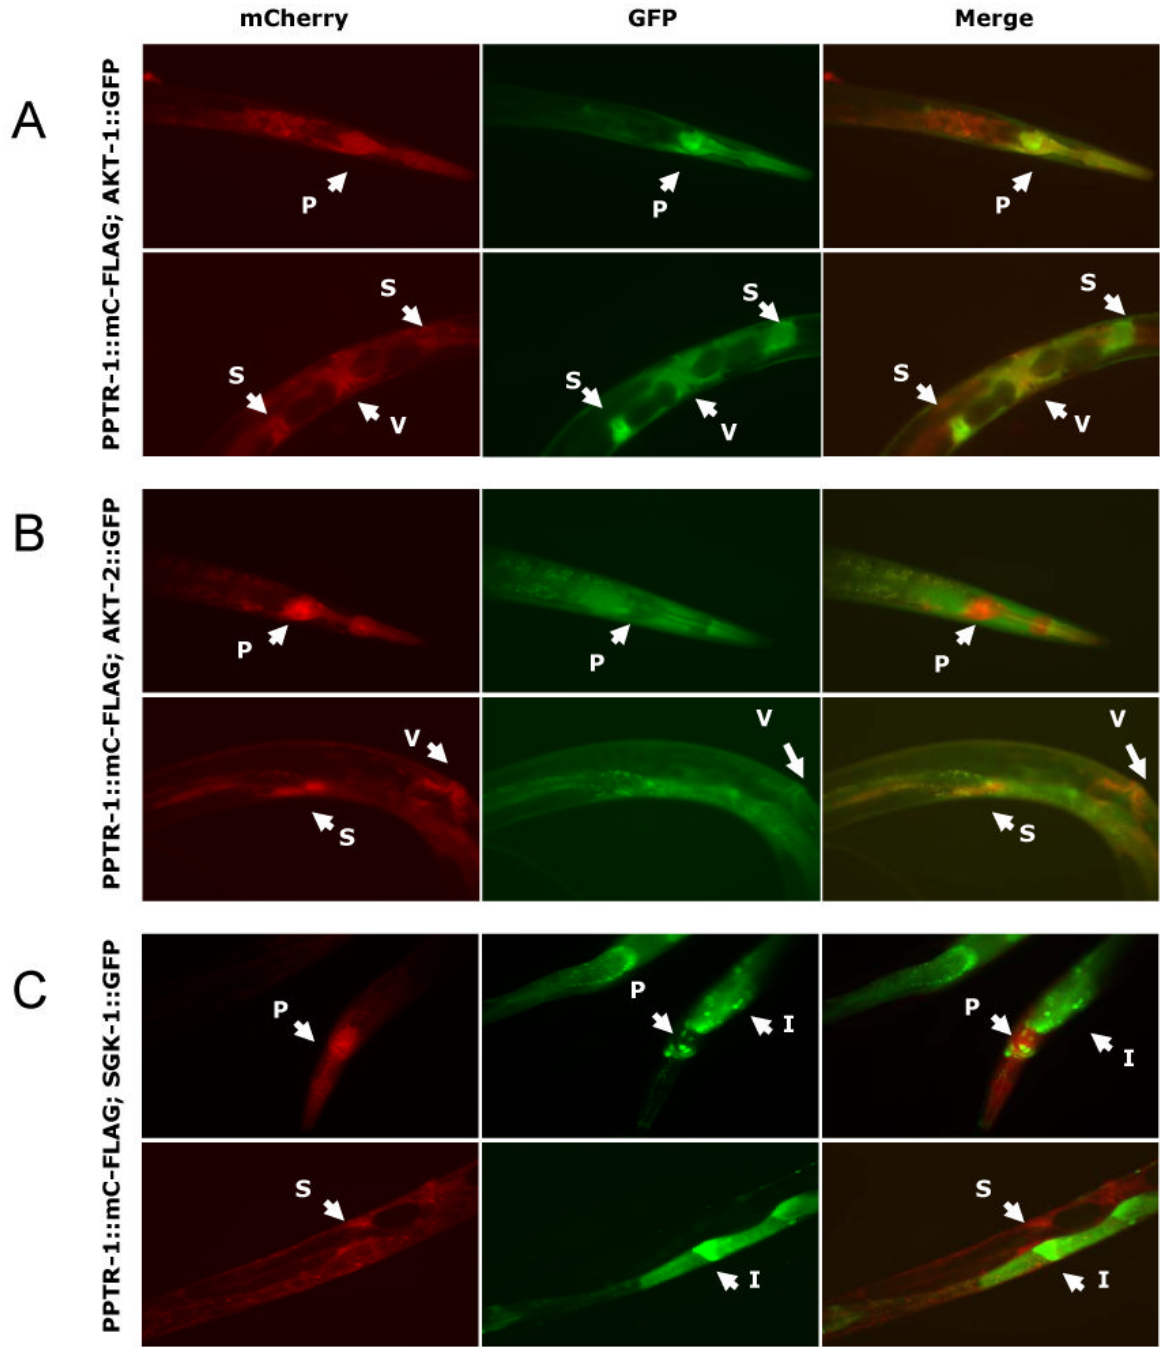 mCherry GFP Merge
A
PPTR-1::mC-FLAG; AKT-1::GFP
P P P
S S S
S S S
V V V
B
PPTR-1::mC-FLAG; AKT-2::GFP
P P P
V V V
S S
C
PPTR-1::mC-FLAG; SGK-1::GFP
P P I P I
S I S I